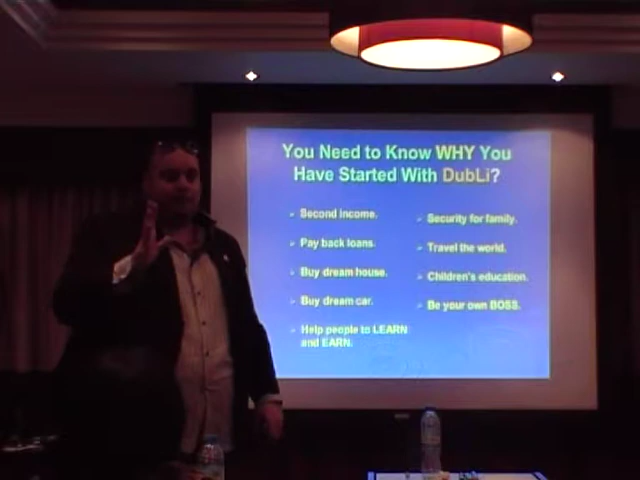 You Need to Know WHY You
Have Started With DubLi?
Second income.
Pay back loans.
Buy dream house.
Buy dream car.
Help people to LEARN
and EARN.
Security for family.
Travel the world.
Children's education.
Be your own BOSS.